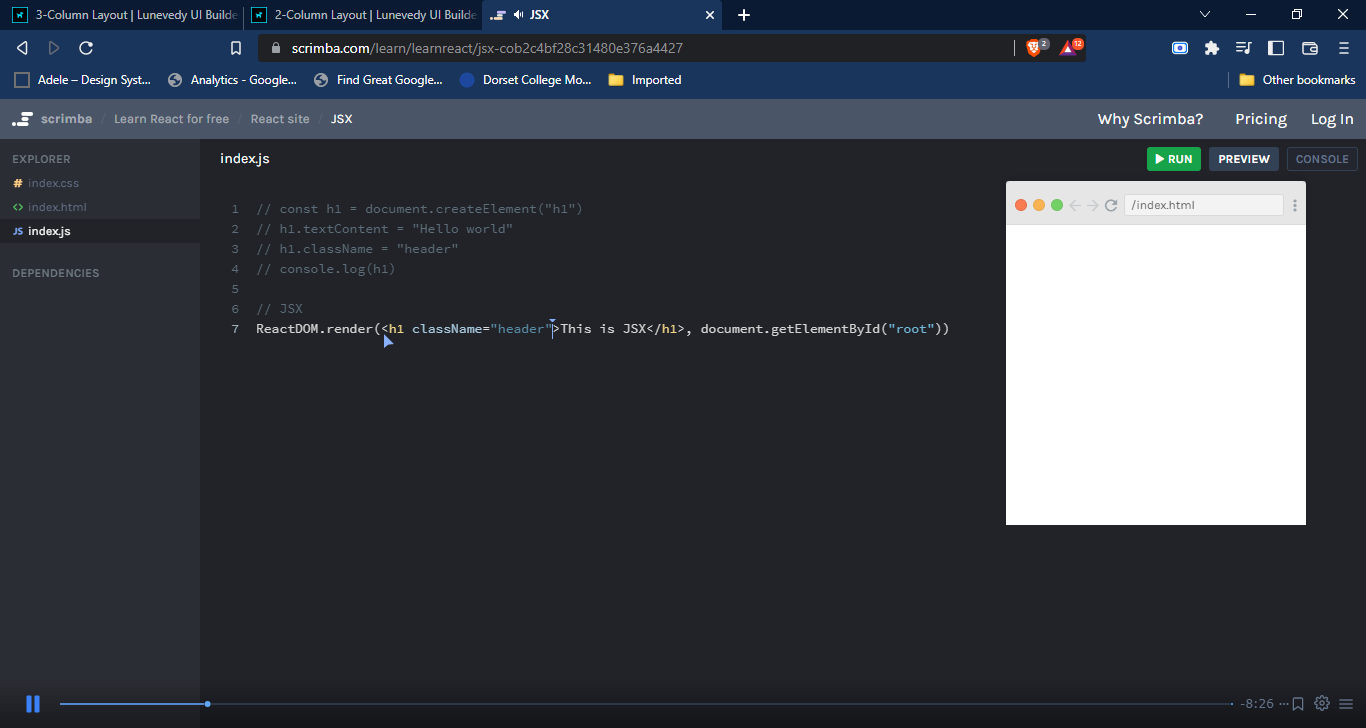 3-Column Layout | Lunevedy UI Builde
2-Column Layout | Lunevedy UI Builde
JSX
scrimba.com/learn/learnreact/jsx-cob2c4bf28c31480e376a4427
2
12
Adele – Design Syst...
Analytics - Google...
Find Great Google...
Dorset College Mo...
Imported
Other bookmarks
scrimba / Learn React for free / React site / JSX
Why Scrimba? Pricing Log In
EXPLORER
# index.css
<> index.html
JS index.js
DEPENDENCIES
index.js
RUN PREVIEW CONSOLE
1 // const h1 = document.createElement("h1")
2 // h1.textContent = "Hello world"
3 // h1.className = "header"
4 // console.log(h1)
5
6 // JSX
7 ReactDOM.render(<h1 className="header">This is JSX</h1>, document.getElementById("root"))
/index.html
-8:26